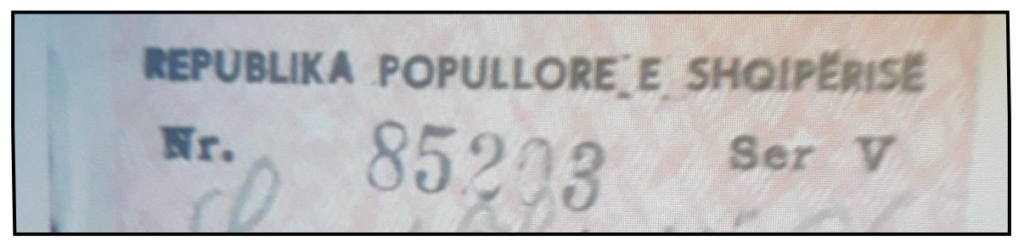 REPUBLIKA POPULLORE E SHQIPËRISË
Nr. 85203 Ser V